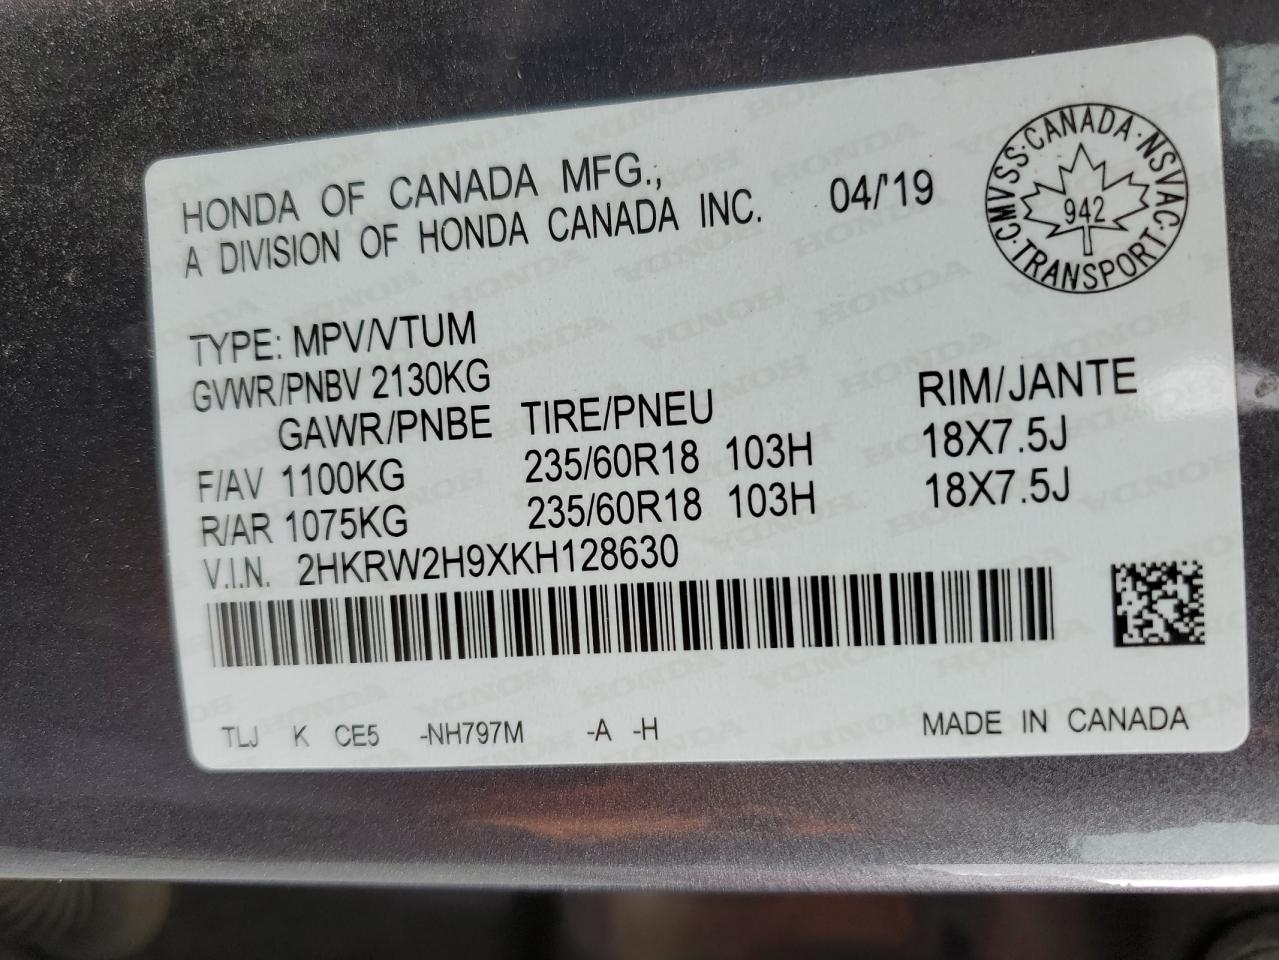 HONDA OF CANADA MFG.,
A DIVISION OF HONDA CANADA INC.
04/'19
CMVSS·CANADA·NSVAC·TRANSPORT·
942
TYPE: MPV/VTUM
GVWR/PNBV 2130KG
GAWR/PNBE TIRE/PNEU RIM/JANTE
F/AV 1100KG 235/60R18 103H 18X7.5J
R/AR 1075KG 235/60R18 103H 18X7.5J
V.I.N. 2HKRW2H9XKH128630
TLJ K CE5 -NH797M -A -H MADE IN CANADA